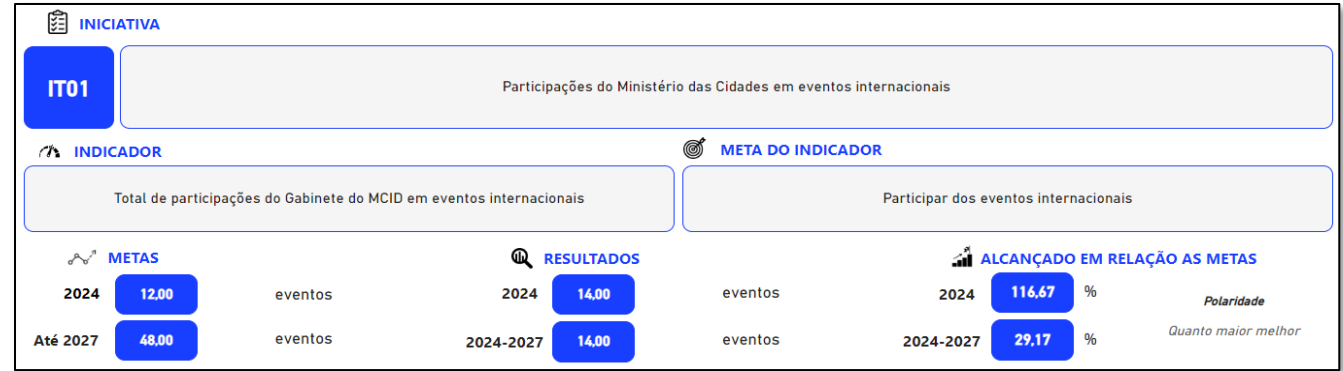 INICIATIVA
IT01
Participações do Ministério das Cidades em eventos internacionais
INDICADOR
META DO INDICADOR
Total de participações do Gabinete do MCID em eventos internacionais
Participar dos eventos internacionais
METAS
RESULTADOS
ALCANÇADO EM RELAÇÃO AS METAS
2024 12,00 eventos
2024 14,00 eventos
2024 116,67 %
Polaridade
Até 2027 48,00 eventos
2024-2027 14,00 eventos
2024-2027 29,17 %
Quanto maior melhor